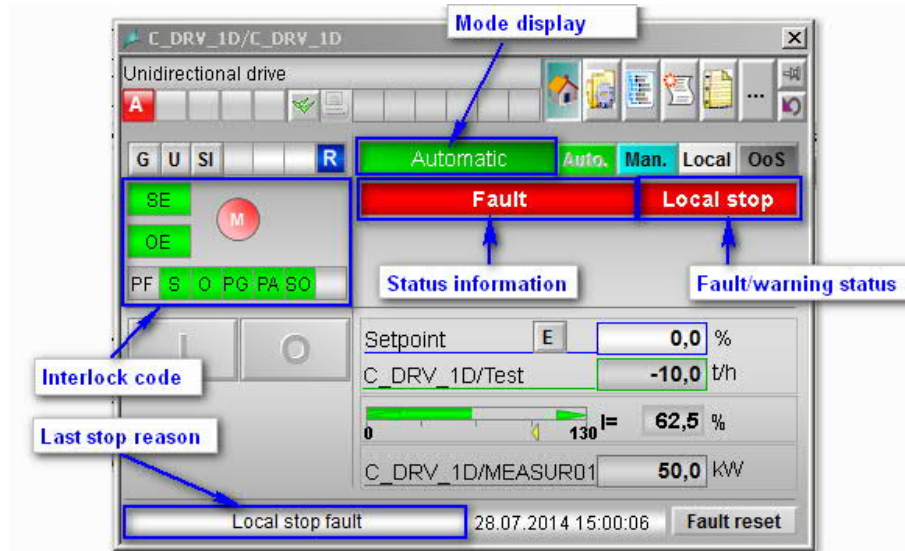 Mode display
C_DRV_1D/C_DRV_1D
Unidirectional drive
A
...
G U SI R
Automatic Auto. Man. Local OoS
SE
M
Fault Local stop
OE
PF S O PG PA SO
Status information
Fault/warning status
I O
Setpoint E 0,0 %
C_DRV_1D/Test -10,0 t/h
Interlock code
0 130 I= 62,5 %
Last stop reason
C_DRV_1D/MEASUR01 50,0 kW
Local stop fault 28.07.2014 15:00:06 Fault reset